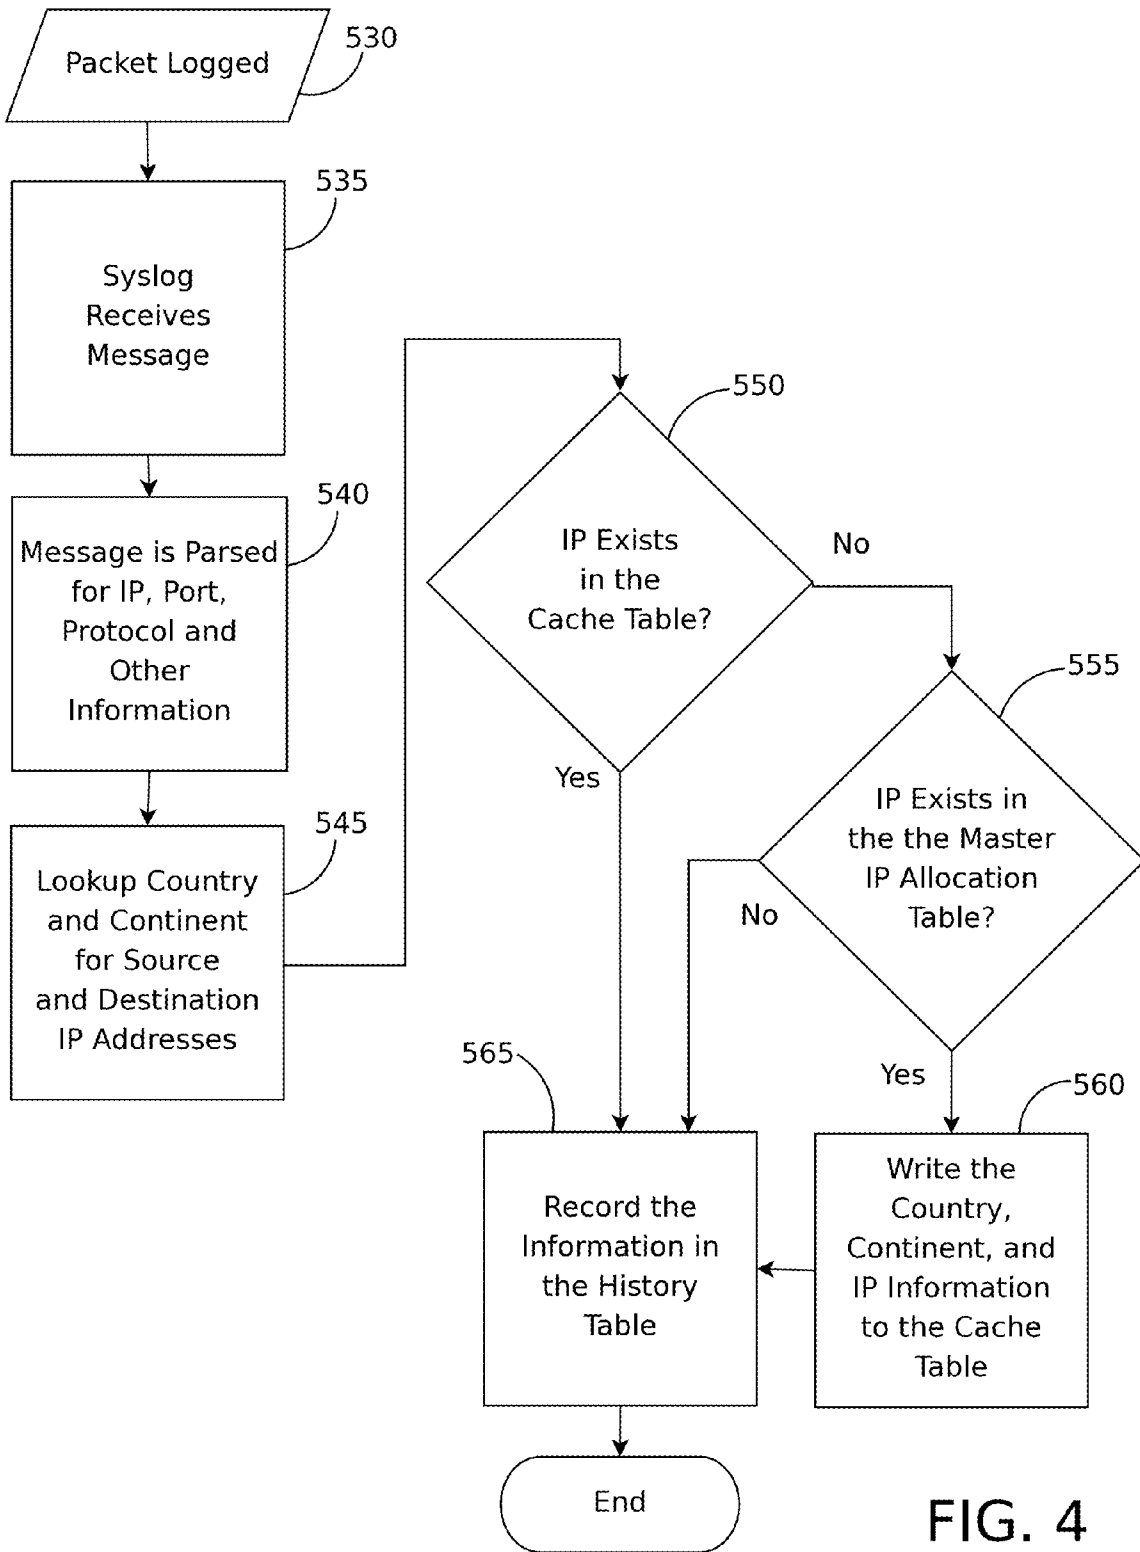 Packet Logged
530
535
Syslog
Receives
Message
540
Message is Parsed
for IP, Port,
Protocol and
Other
Information
545
Lookup Country
and Continent
for Source
and Destination
IP Addresses
550
IP Exists
in the
Cache Table?
No
Yes
555
IP Exists in
the the Master
IP Allocation
Table?
No
Yes
560
Write the
Country,
Continent, and
IP Information
to the Cache
Table
565
Record the
Information in
the History
Table
End
FIG. 4